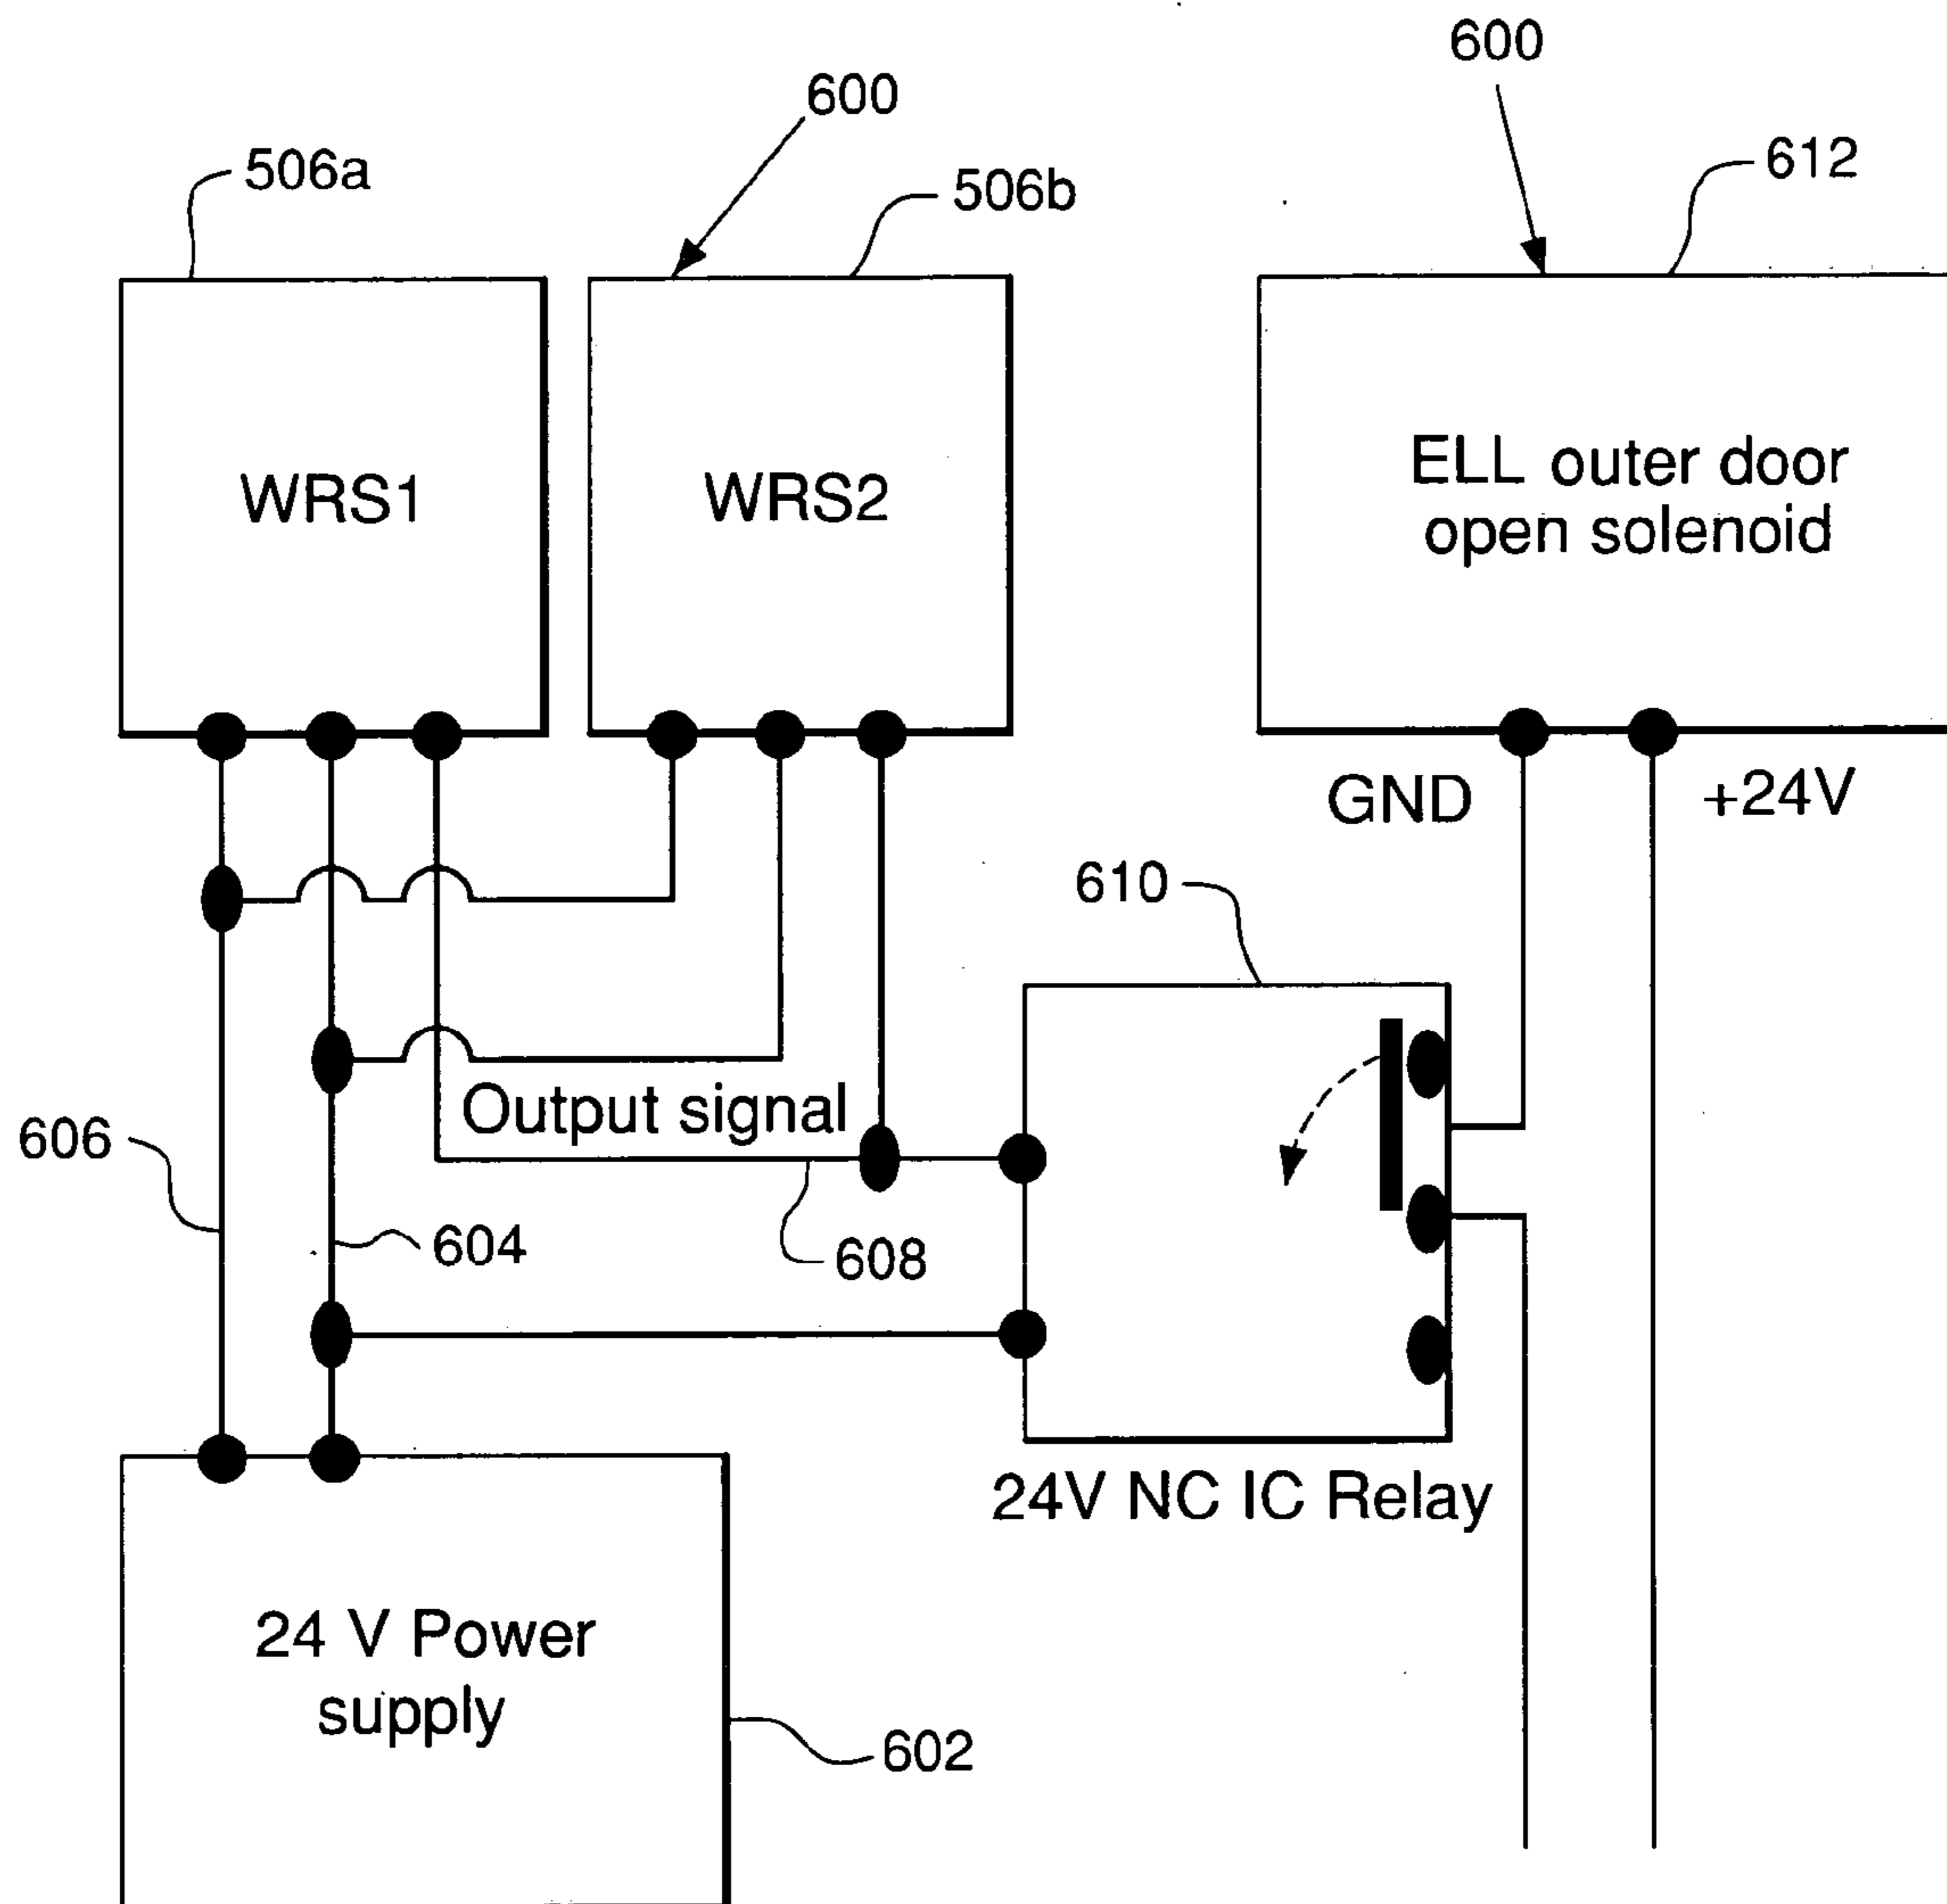 600
600
506a
612
506b
WRS1
WRS2
ELL outer door
open solenoid
GND
+24V
610
Output signal
606
604
608
24V NC IC Relay
24 V Power
supply
602